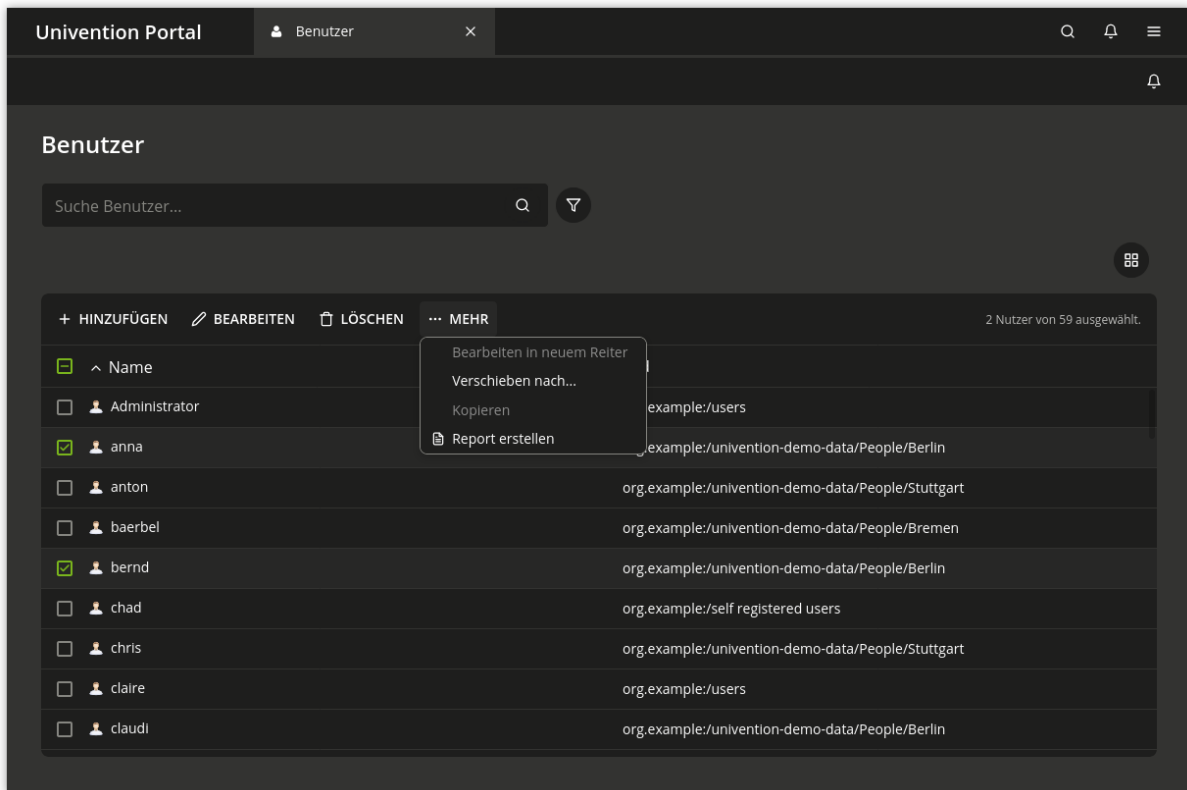 Univention Portal
Benutzer
Benutzer
Suche Benutzer...
HINZUFÜGEN BEARBEITEN LÖSCHEN ··· MEHR 2 Nutzer von 59 ausgewählt.
Name
Bearbeiten in neuem Reiter
Verschieben nach...
Kopieren
Report erstellen
Administrator example:/users
anna .example:/univention-demo-data/People/Berlin
anton org.example:/univention-demo-data/People/Stuttgart
baerbel org.example:/univention-demo-data/People/Bremen
bernd org.example:/univention-demo-data/People/Berlin
chad org.example:/self registered users
chris org.example:/univention-demo-data/People/Stuttgart
claire org.example:/users
claudi org.example:/univention-demo-data/People/Berlin